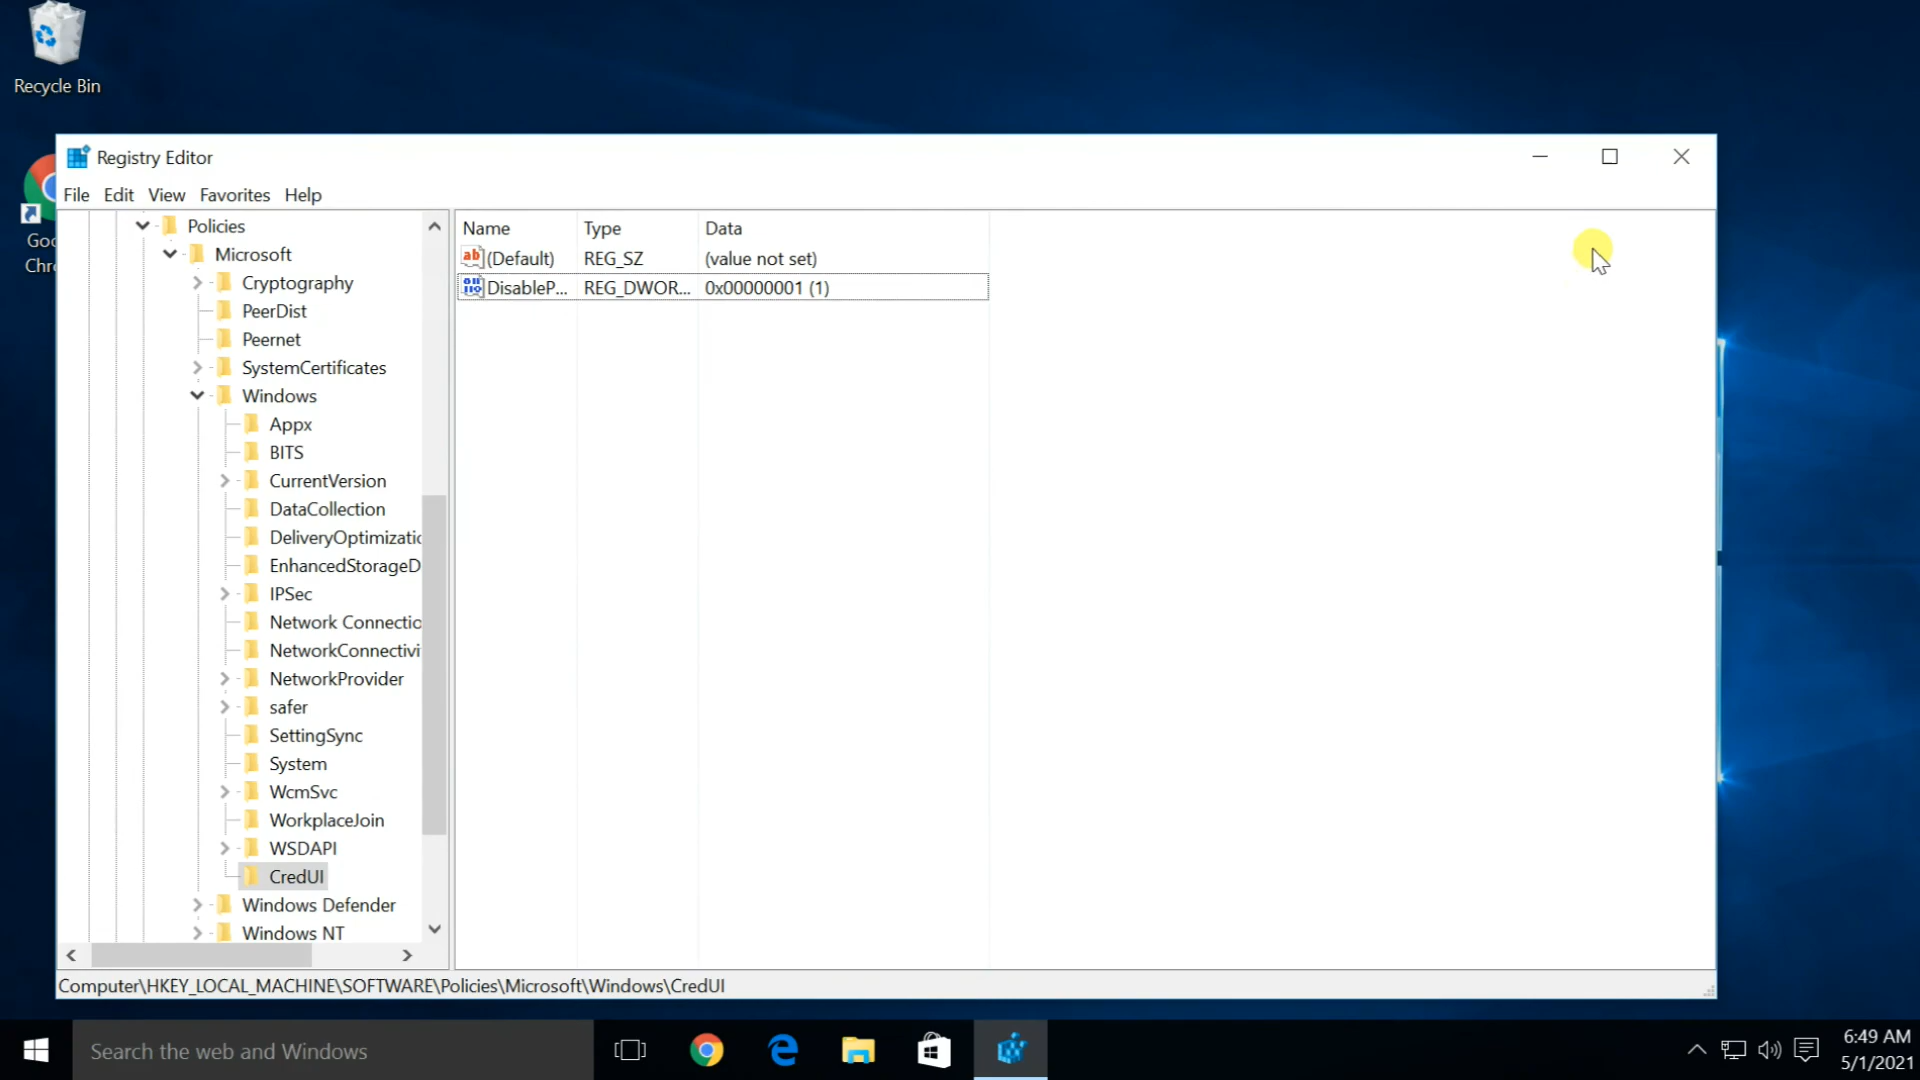 Recycle Bin
Registry Editor
File Edit View Favorites Help
Goo
Chro
Policies
Microsoft
Cryptography
PeerDist
Peernet
SystemCertificates
Windows
Appx
BITS
CurrentVersion
DataCollection
DeliveryOptimizatic
EnhancedStorageD
IPSec
Network Connectio
NetworkConnectivi
NetworkProvider
safer
SettingSync
System
WcmSvc
WorkplaceJoin
WSDAPI
CredUI
Windows Defender
Windows NT
Name Type Data
(Default) REG_SZ (value not set)
DisableP... REG_DWOR... 0x00000001 (1)
Computer\HKEY_LOCAL_MACHINE\SOFTWARE\Policies\Microsoft\Windows\CredUI
Search the web and Windows
6:49 AM
5/1/2021